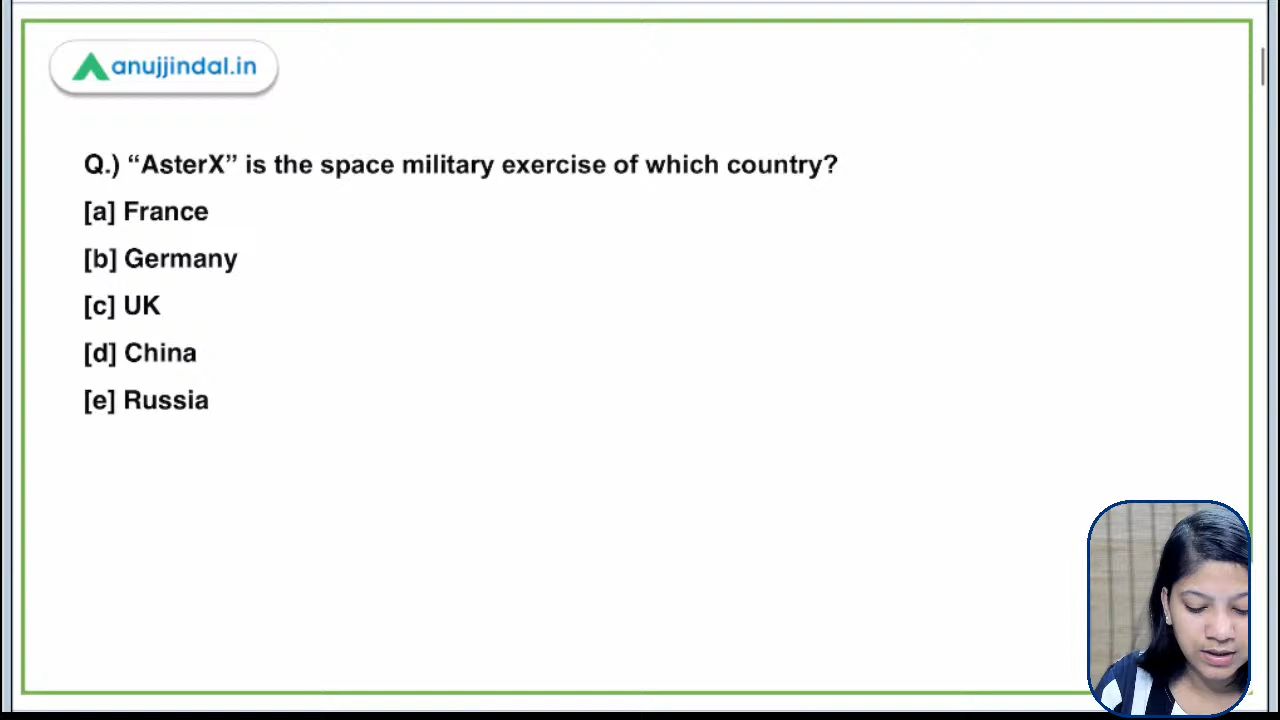 anujjindal.in
Q.) “AsterX” is the space military exercise of which country?
[a] France
[b] Germany
[c] UK
[d] China
[e] Russia